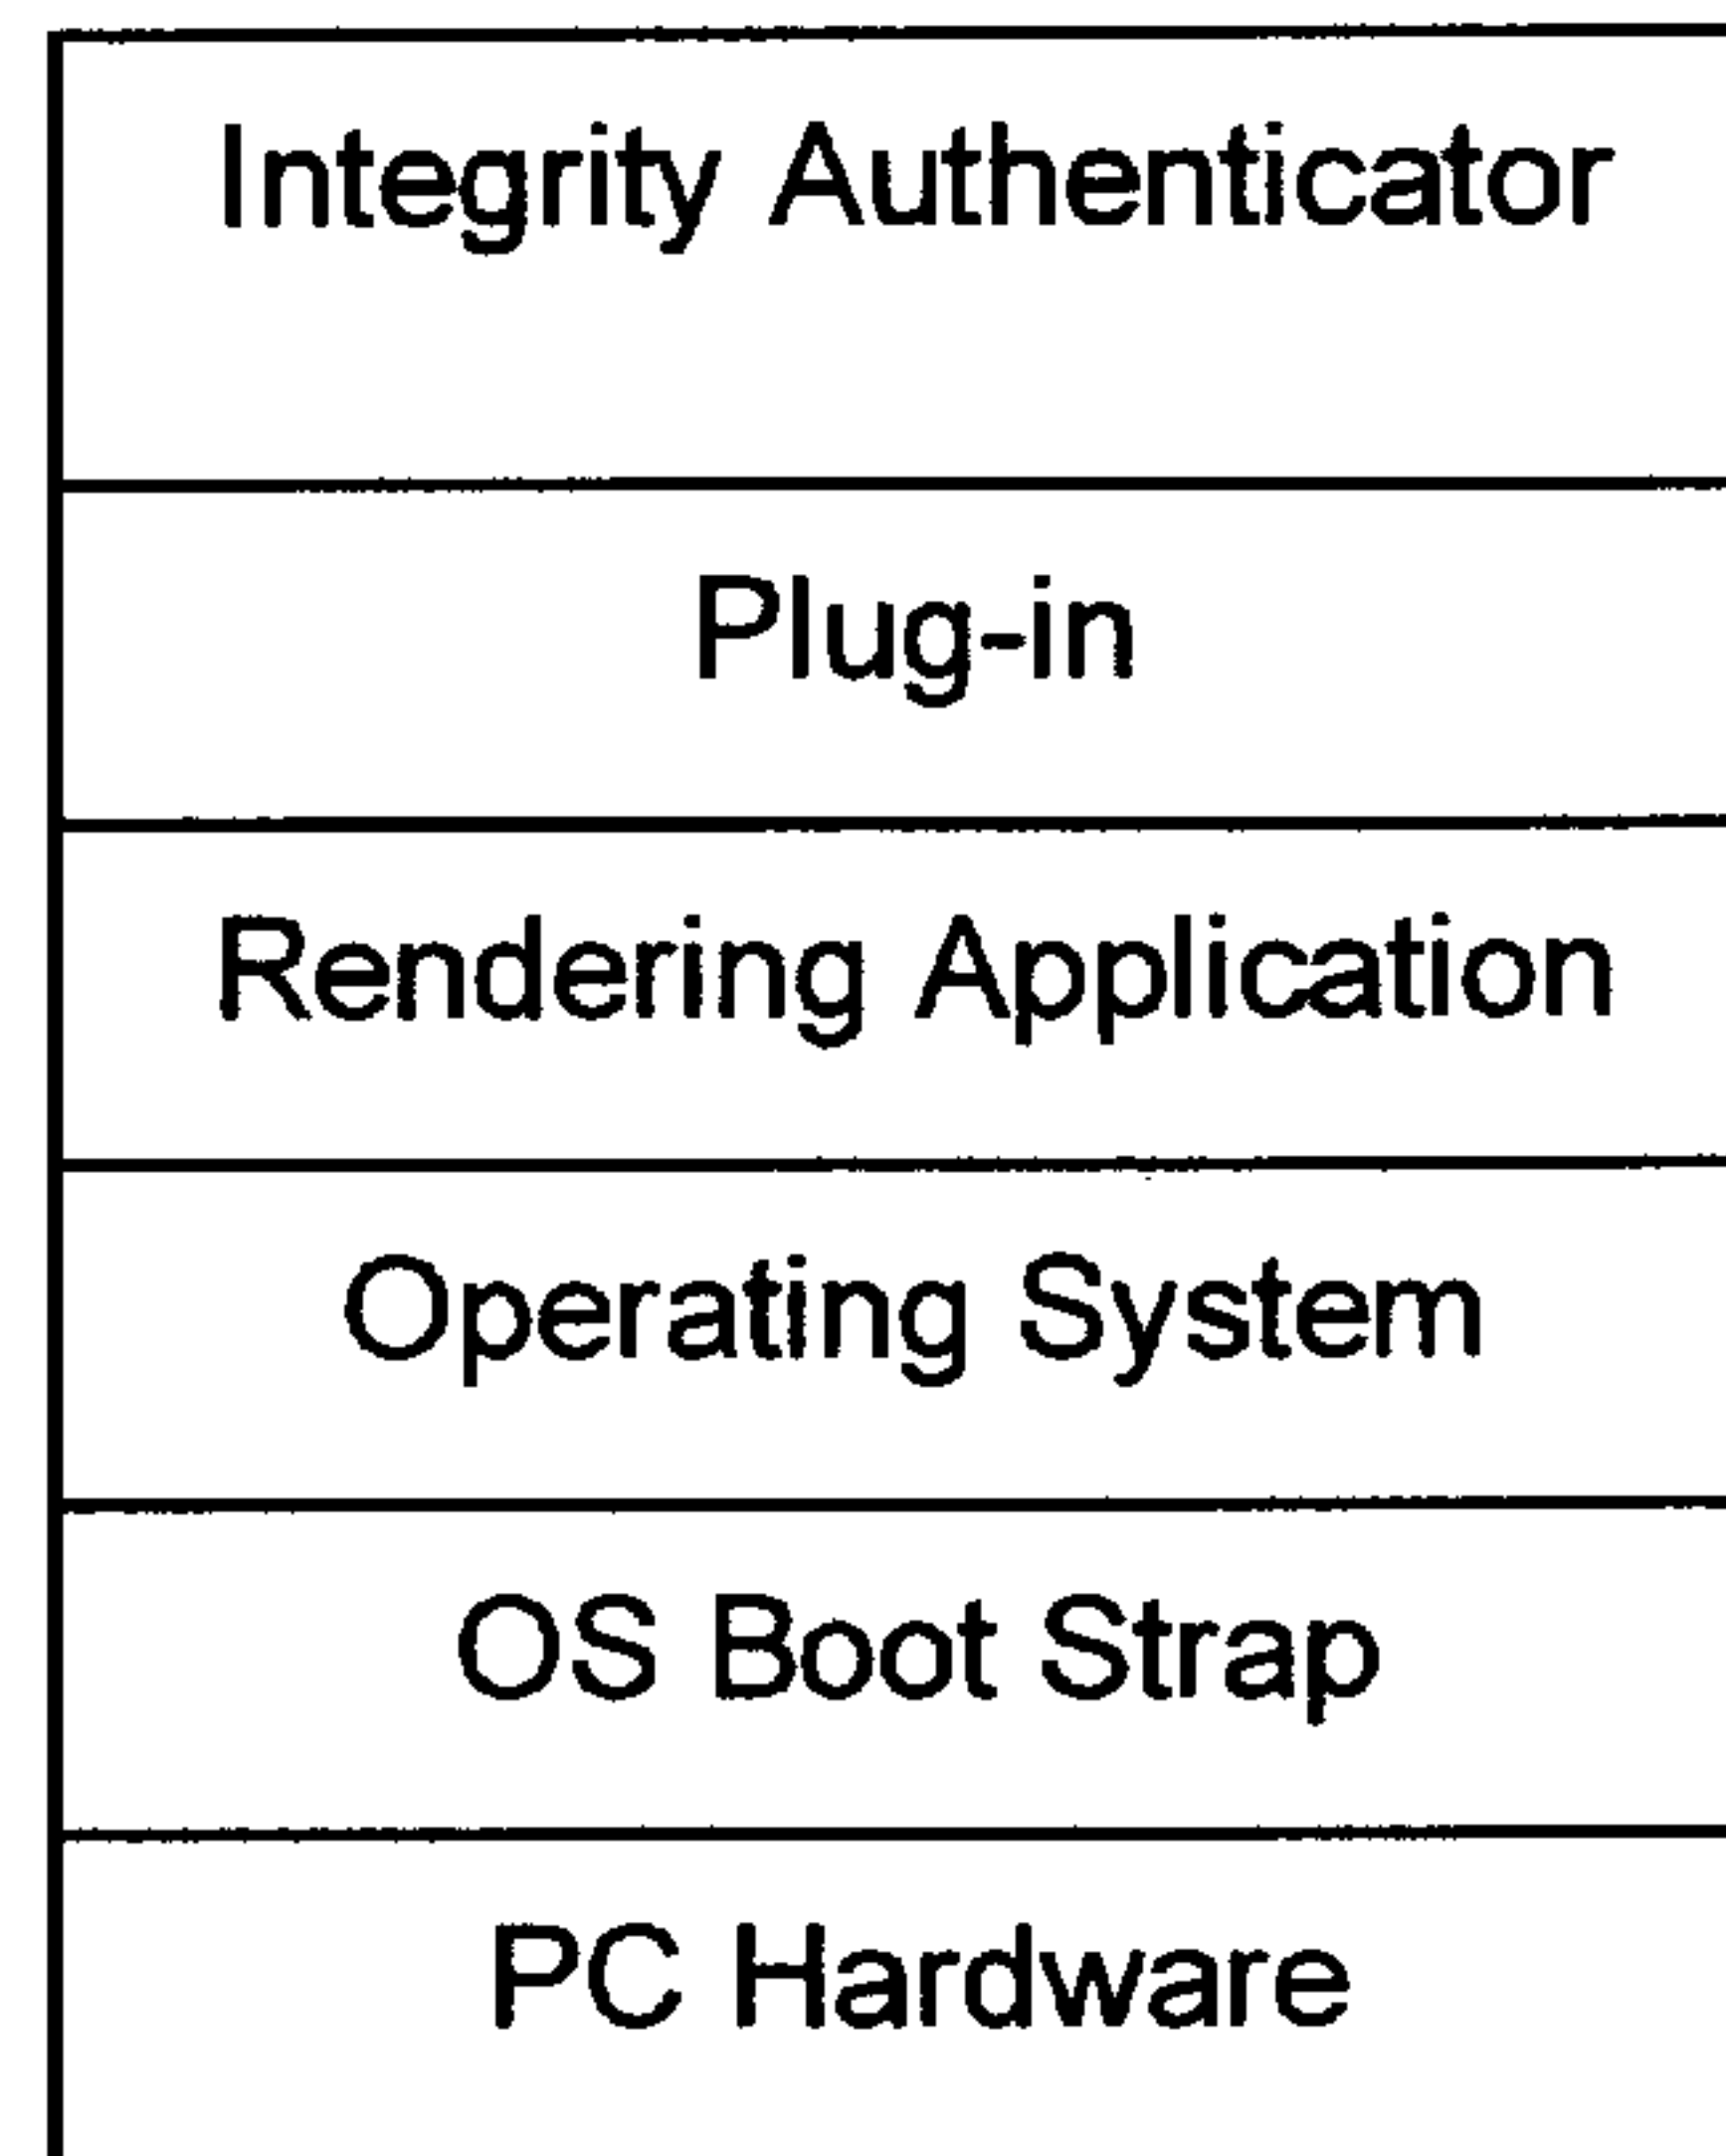 Integrity Authenticator
Plug-in
Rendering Application
Operating System
OS Boot Strap
PC Hardware